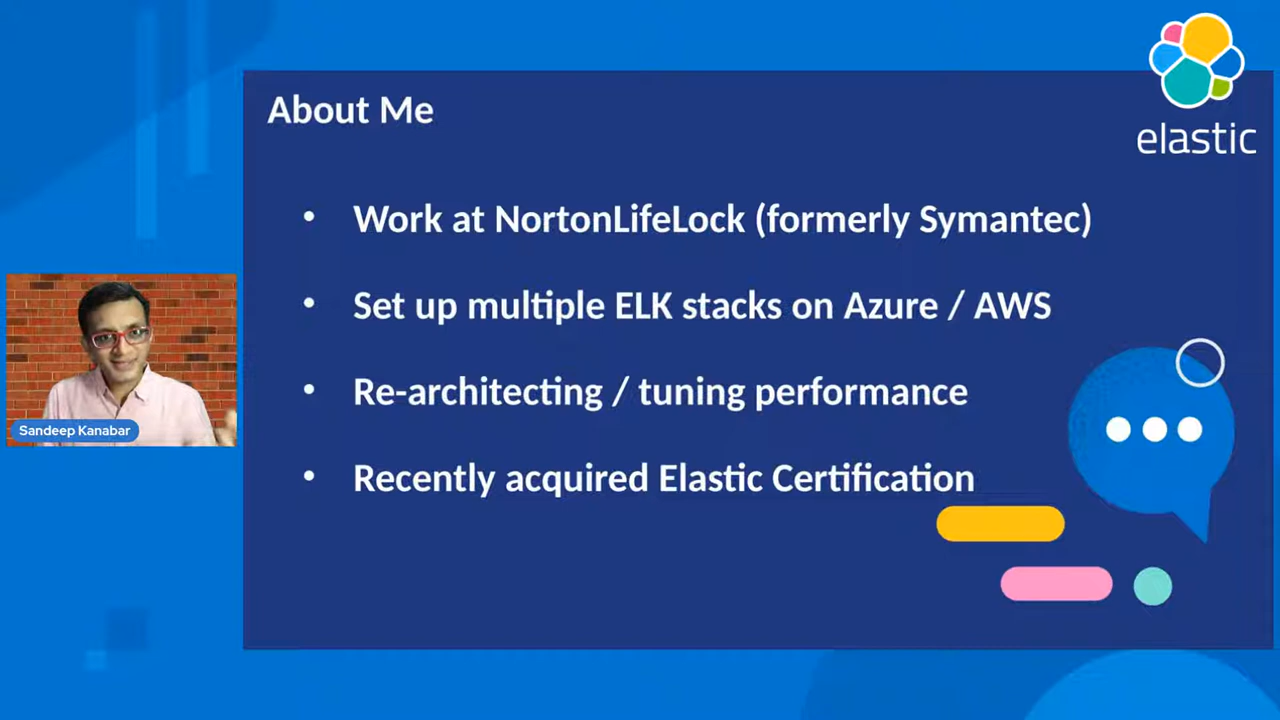 elastic
About Me
• Work at NortonLifeLock (formerly Symantec)
• Set up multiple ELK stacks on Azure / AWS
• Re-architecting / tuning performance
• Recently acquired Elastic Certification
Sandeep Kanabar